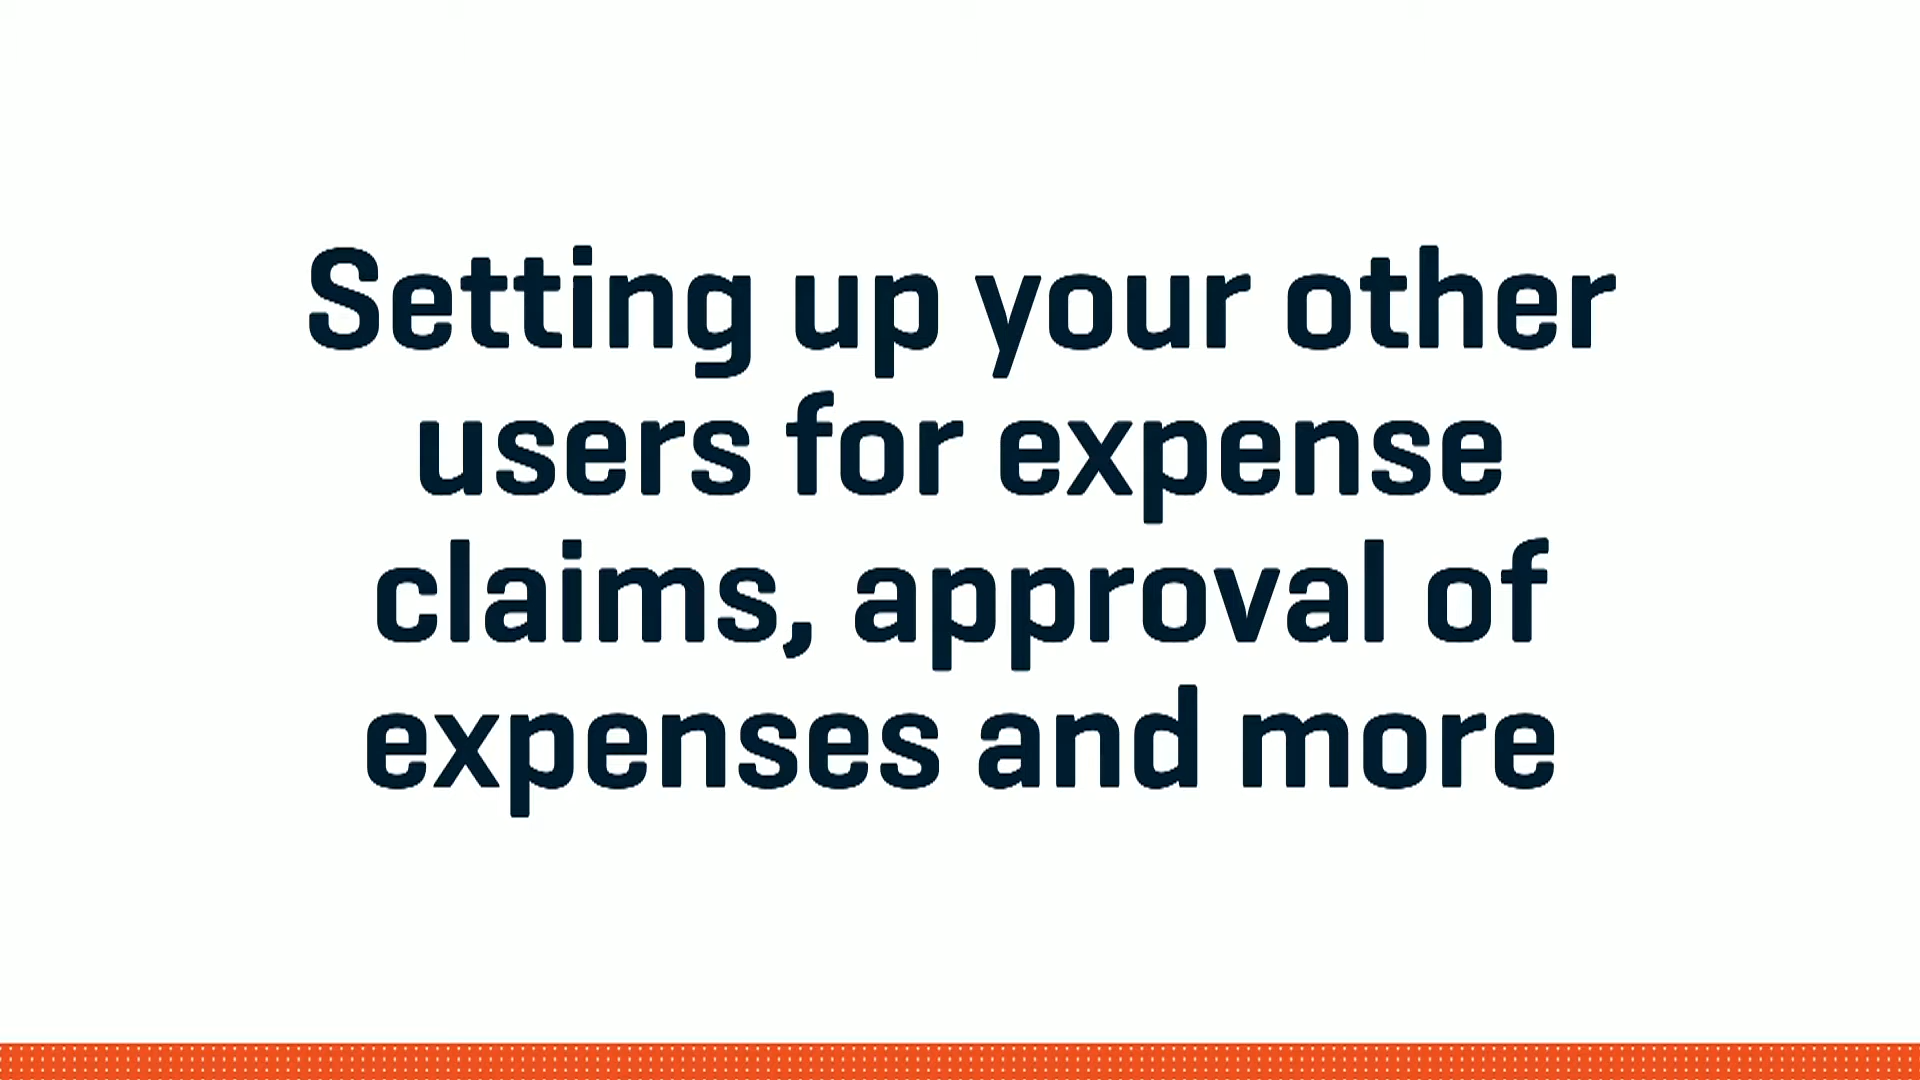 Setting up your other
users for expense
claims, approval of
expenses and more